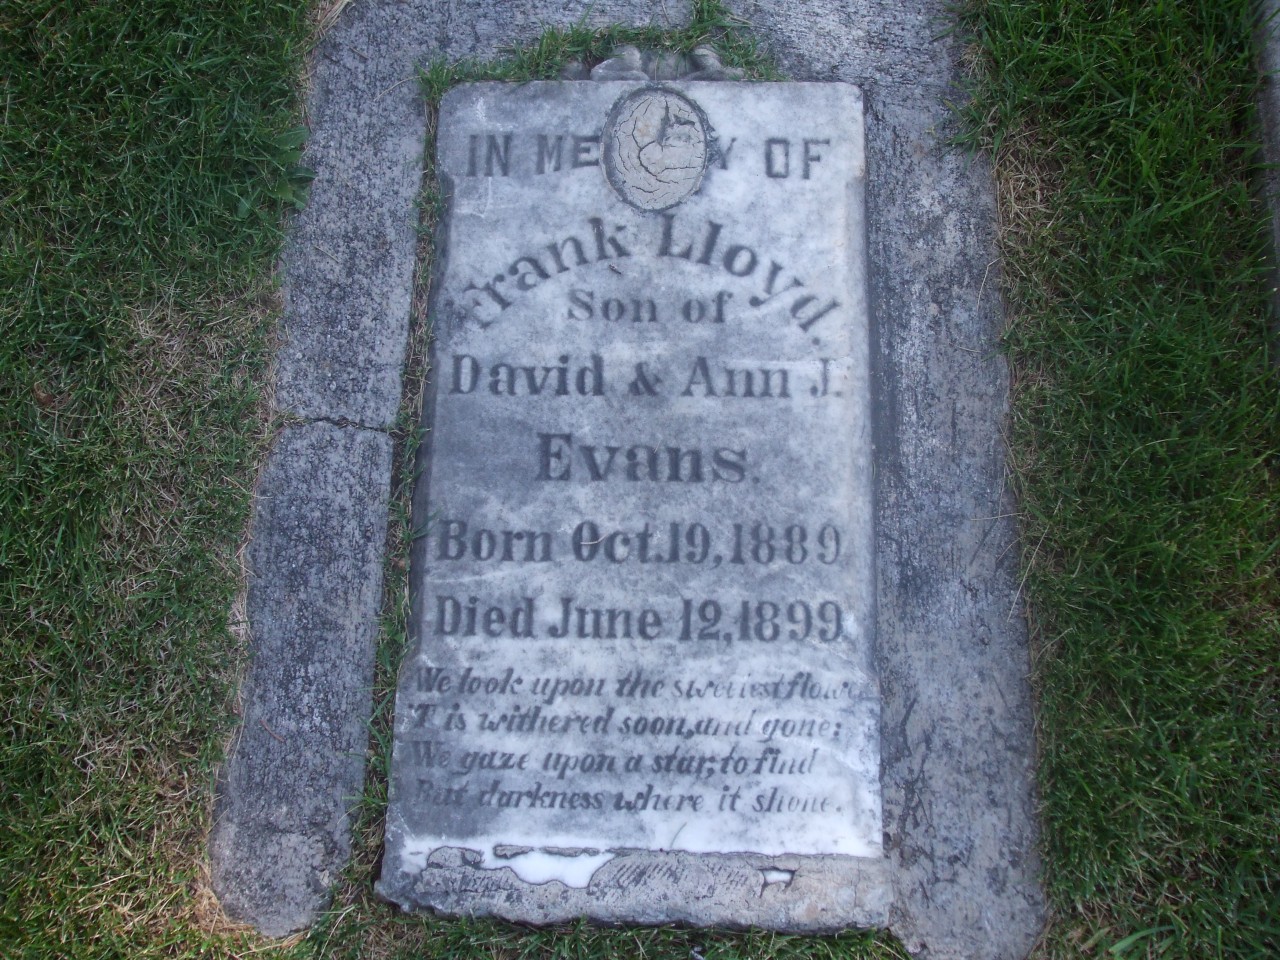 IN ME Y OF
Frank Lloyd.
Son of
David & Ann J.
Evans.
Born Oct. 19, 1889
Died June 12, 1899
We look upon the sweetest flower
'T is withered soon, and gone;
We gaze upon a star, to find
But darkness where it shone.